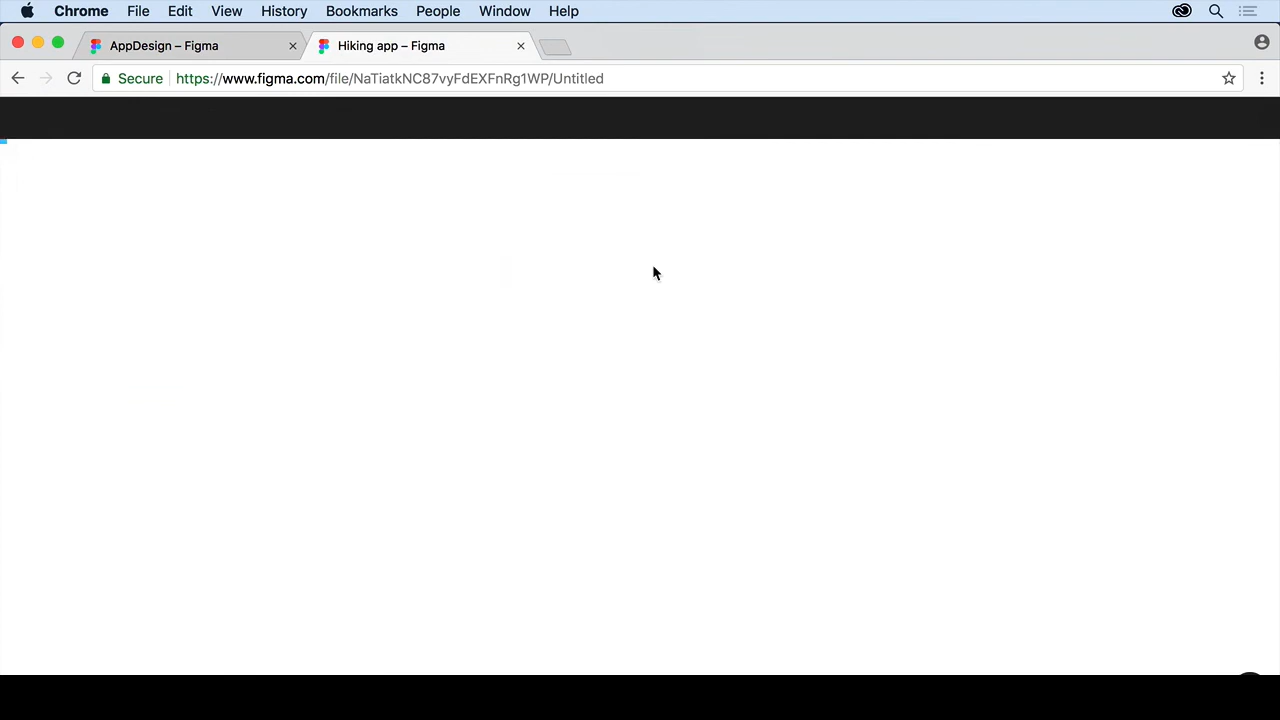 Chrome File Edit View History Bookmarks People Window Help
AppDesign – Figma Hiking app – Figma
Secure https://www.figma.com/file/NaTiatkNC87vyFdEXFnRg1WP/Untitled